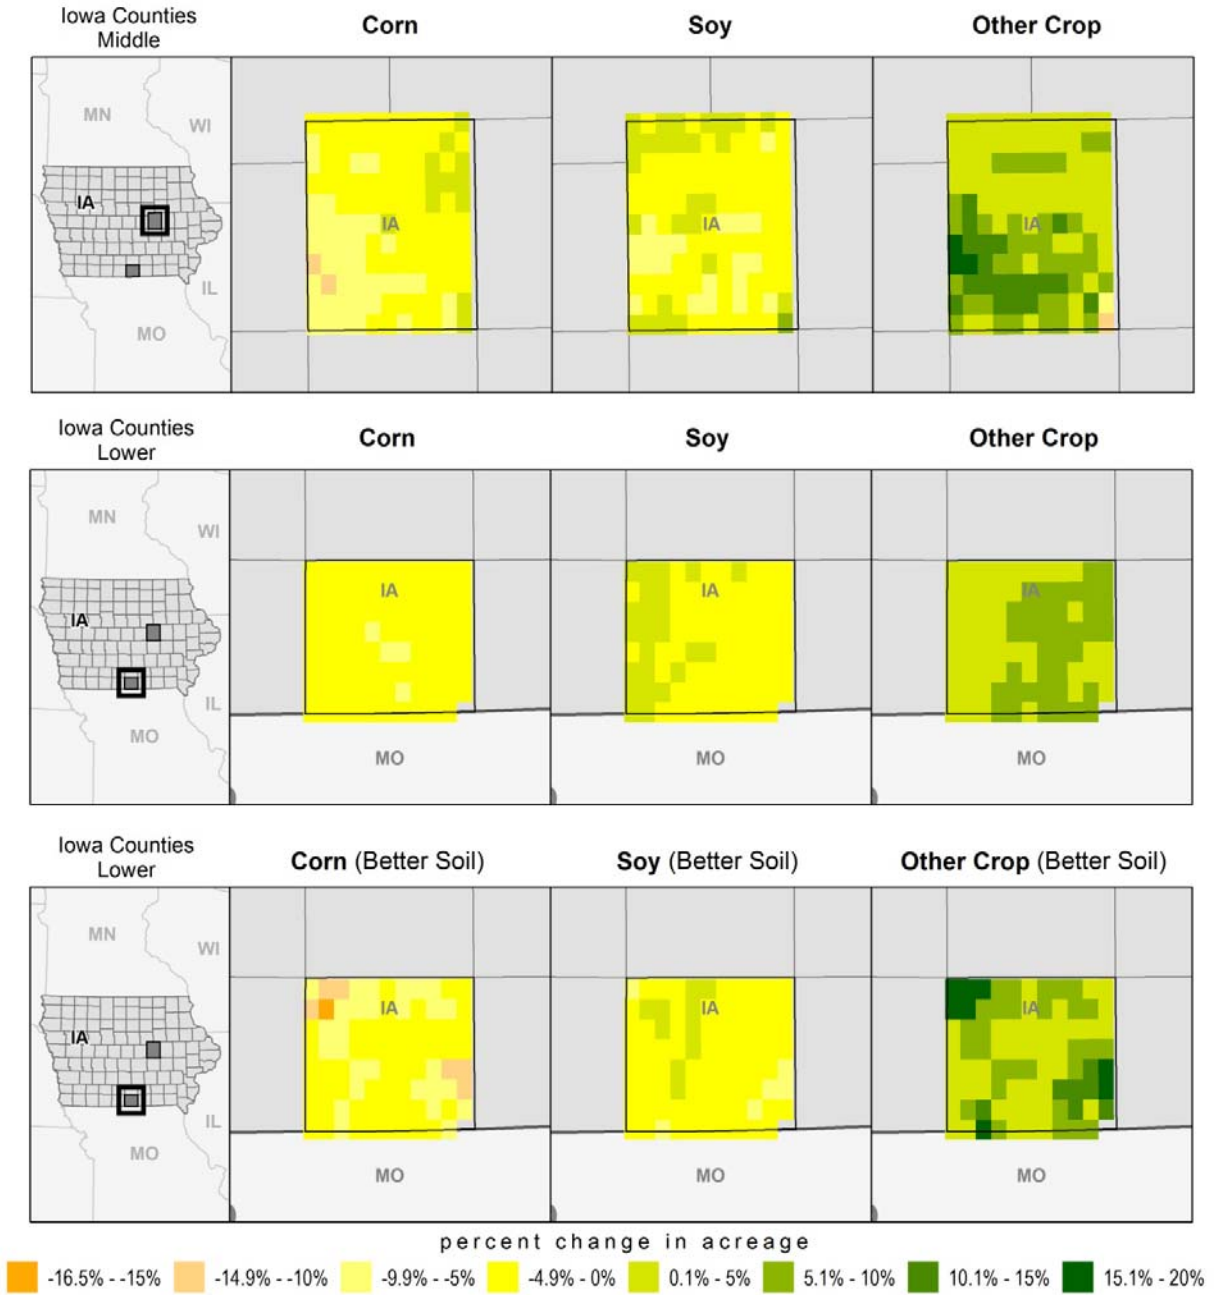 Iowa Counties
Middle
Corn
Soy
Other Crop
MN
WI
IA
IL
MO
IA
IA
IA
Iowa Counties
Lower
Corn
Soy
Other Crop
MN
WI
IA
IL
MO
IA
MO
IA
MO
IA
MO
Iowa Counties
Lower
Corn (Better Soil)
Soy (Better Soil)
Other Crop (Better Soil)
MN
WI
IA
IL
MO
IA
MO
IA
MO
IA
MO
percent change in acreage
-16.5% - -15% -14.9% - -10% -9.9% - -5% -4.9% - 0% 0.1% - 5% 5.1% - 10% 10.1% - 15% 15.1% - 20%